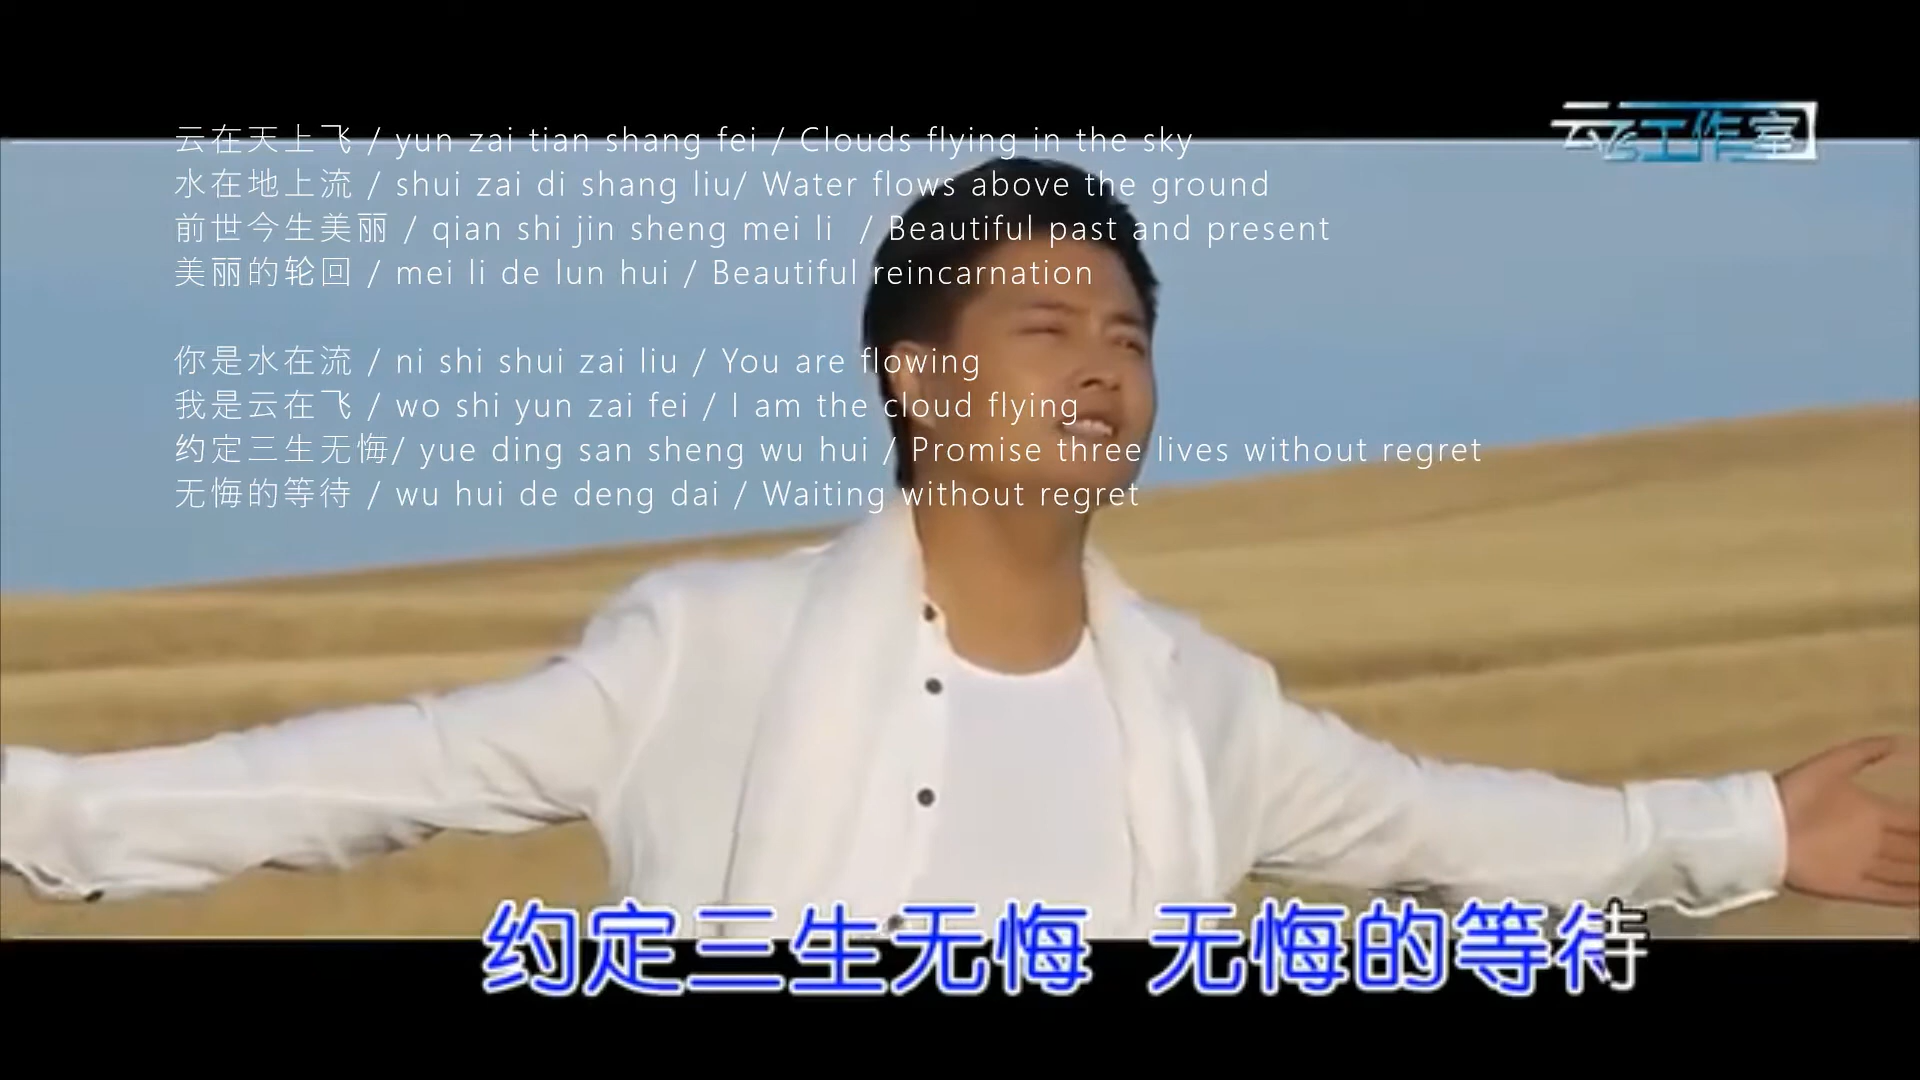 云飞工作室
云在天上飞 / yun zai tian shang fei / Clouds flying in the sky
水在地上流 / shui zai di shang liu/ Water flows above the ground
前世今生美丽 / qian shi jin sheng mei li  / Beautiful past and present
美丽的轮回 / mei li de lun hui / Beautiful reincarnation
你是水在流 / ni shi shui zai liu / You are flowing
我是云在飞 / wo shi yun zai fei / I am the cloud flying
约定三生无悔/ yue ding san sheng wu hui / Promise three lives without regret
无悔的等待 / wu hui de deng dai / Waiting without regret
约定三生无悔 无悔的等待